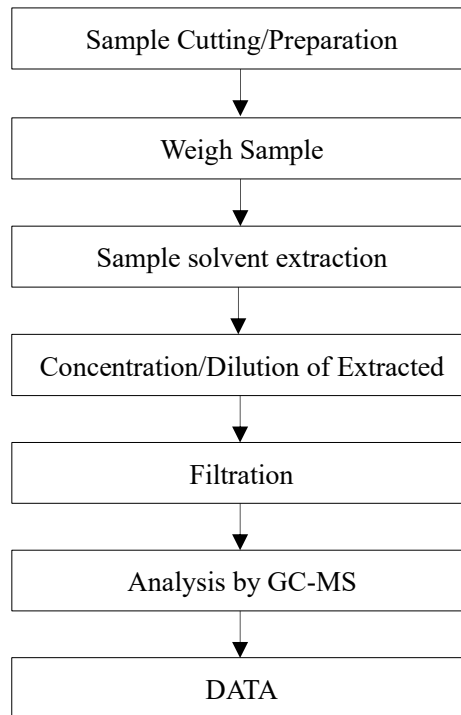 Sample Cutting/Preparation
Weigh Sample
Sample solvent extraction
Concentration/Dilution of Extracted
Filtration
Analysis by GC-MS
DATA